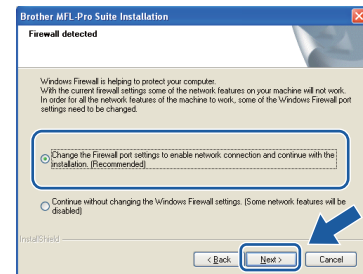 Brother MFL-Pro Suite Installation
Firewall detected
Windows Firewall is helping to protect your computer.
With the current firewall settings some of the network features on your machine will not work.
In order for all the network features of the machine to work, some of the Windows Firewall port
settings need to be changed.
Change the Firewall port settings to enable network connection and continue with the
installation. (Recommended)
Continue without changing the Windows Firewall settings. (Some network features will be
disabled)
InstallShield
< Back
Next >
Cancel